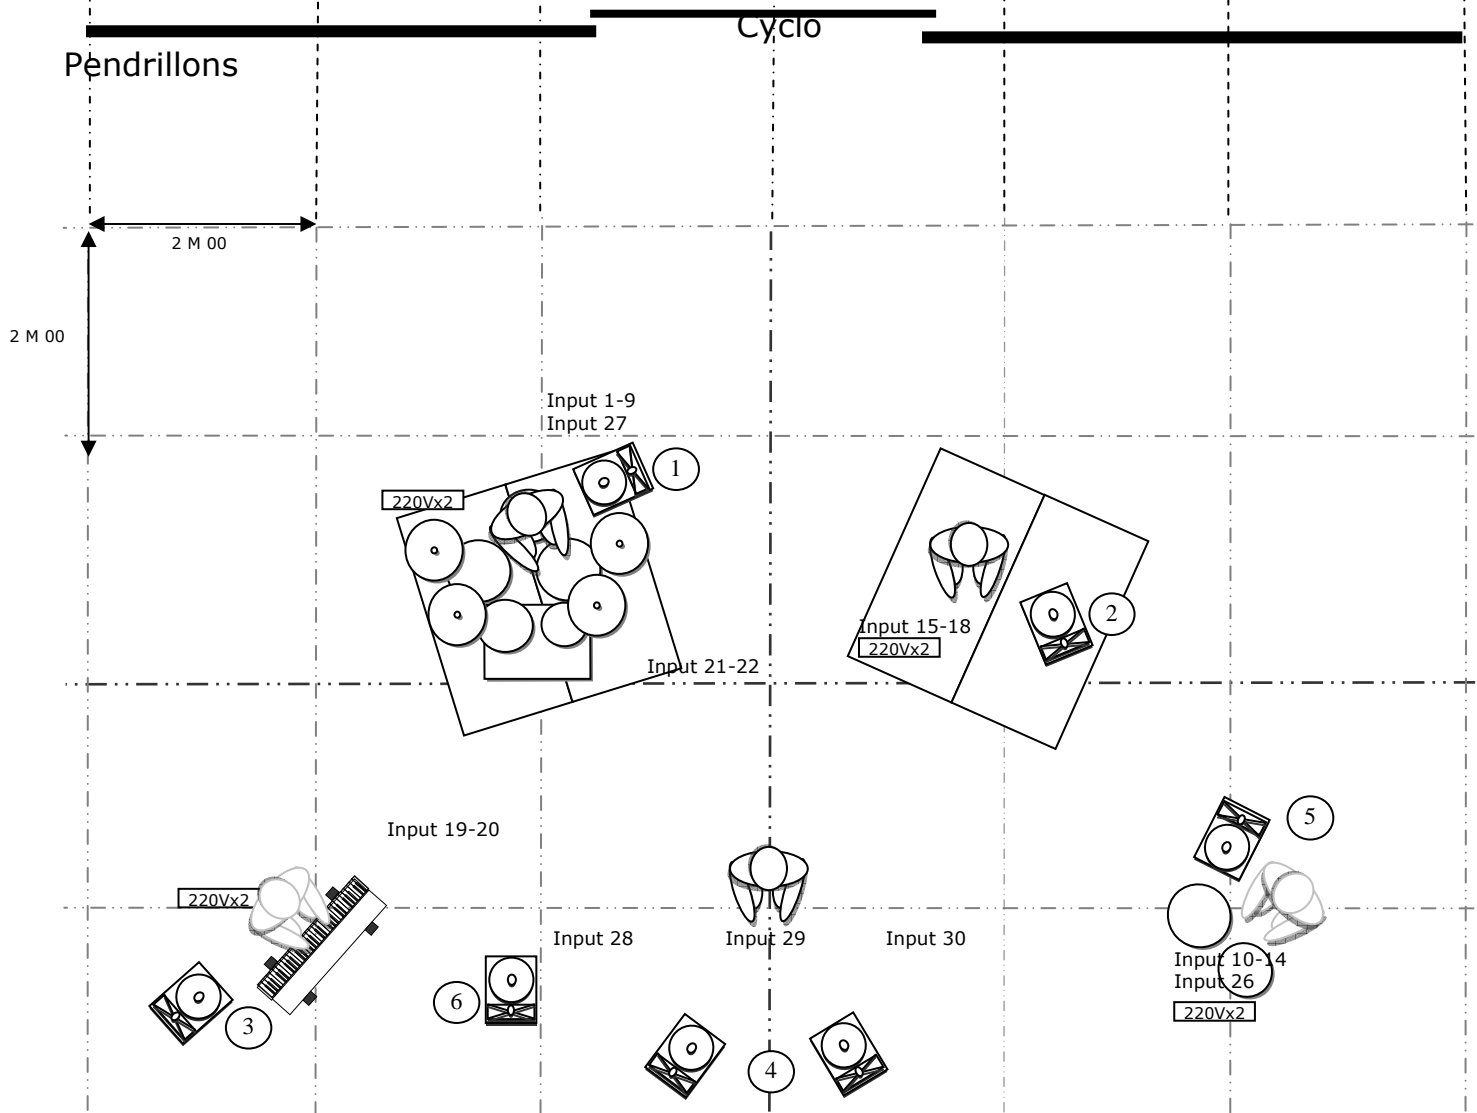 Cyclo
Pendrillons
2 M 00
2 M 00
Input 1-9
Input 27
1
220Vx2
2
Input 15-18
220Vx2
Input 21-22
5
Input 19-20
220Vx2
Input 28
Input 29
Input 30
Input 10-14
Input 26
220Vx2
6
3
4